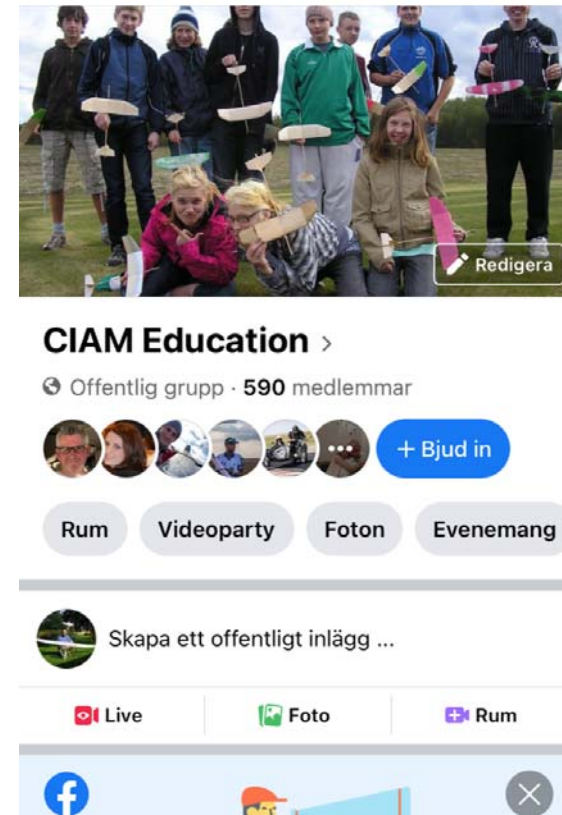 Redigera
CIAM Education >
Offentlig grupp · 590 medlemmar
+ Bjud in
Rum Videoparty Foton Evenemang
Skapa ett offentligt inlägg ...
Live Foto Rum